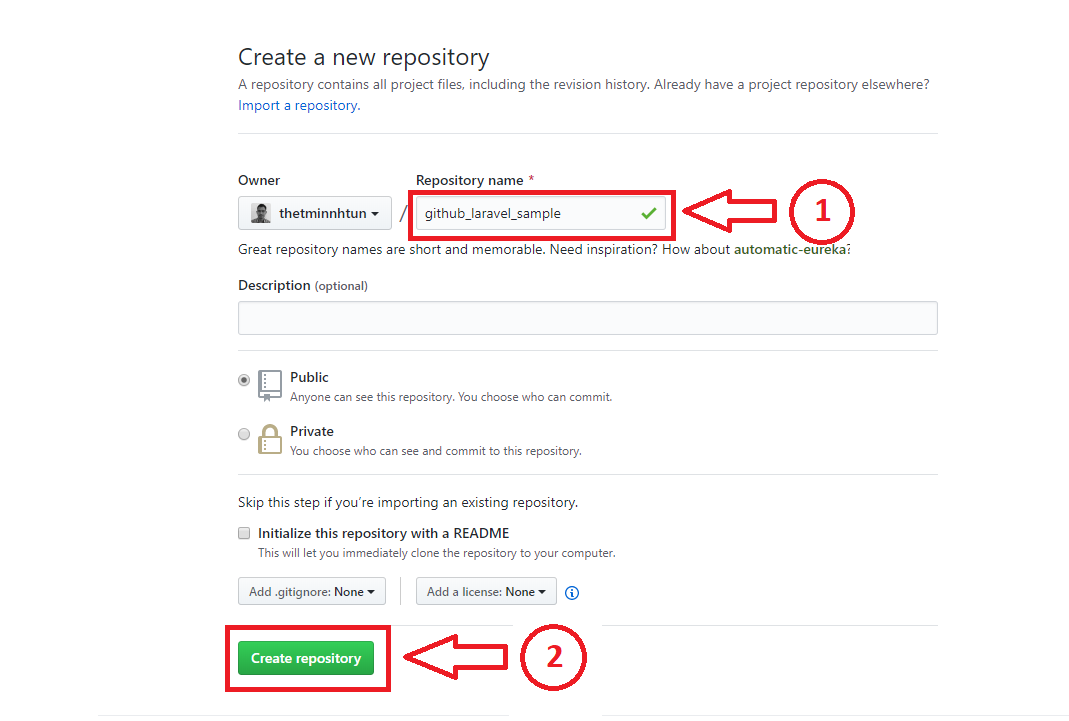 Create a new repository
A repository contains all project files, including the revision history. Already have a project repository elsewhere?
Import a repository.
Owner
Repository name *
thetminnhtun
/
github_laravel_sample
1
Great repository names are short and memorable. Need inspiration? How about automatic-eureka?
Description (optional)
Public
Anyone can see this repository. You choose who can commit.
Private
You choose who can see and commit to this repository.
Skip this step if you’re importing an existing repository.
Initialize this repository with a README
This will let you immediately clone the repository to your computer.
Add .gitignore: None
Add a license: None
Create repository
2